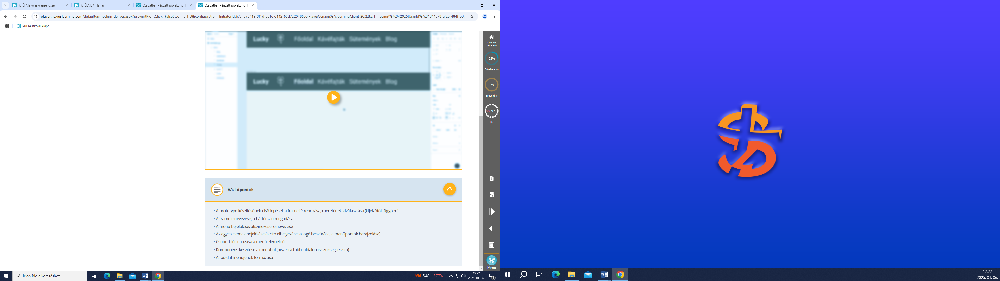 KRÉTA Iskolai Alaprendszer
KRÉTA DKT Tanár
Csapatban végzett projektmun
Csapatban végzett projektmun
player.nexiuslearning.com/defaultui/modern-deliver.aspx?preventRightClick=False&cc=hu-HU&configuration=InitiatorId%7cff375419-3f1d-8c1c-d142-65d7220486a0!PlayerVersion%7clearningClient-20.2.8.2!TimeLimit%7c342025!UserId%7c31311c78-af20-484f-b8...
KRÉTA Iskolai Alapr...
Lucky Főoldal Kávéfajták Sütemények Blog
Lucky Főoldal Kávéfajták Sütemények Blog
Tananyag
bezárása
23%
Előrehaladás
0%
Eredmény
5699:16
Idő
Menü
Vázlatpontok
• A prototype készítésének első lépései: a frame létrehozása, méretének kiválasztása (kijelzőtől függően)
• A frame elnevezése, a háttérszín megadása
• A menü bejelölése, átszínezése, elnevezése
• Az egyes elemek bejelölése (a cím elhelyezése, a logó beszúrása, a menüpontok berajzolása)
• Csoport létrehozása a menü elemeiből
• Komponens készítése a menüből (hiszen a többi oldalon is szükség lesz rá)
• A főoldal menüjének formázása
Írjon ide a kereséshez
54O -2,77%
12:22
2025. 01. 06.
1
12:22
2025. 01. 06.